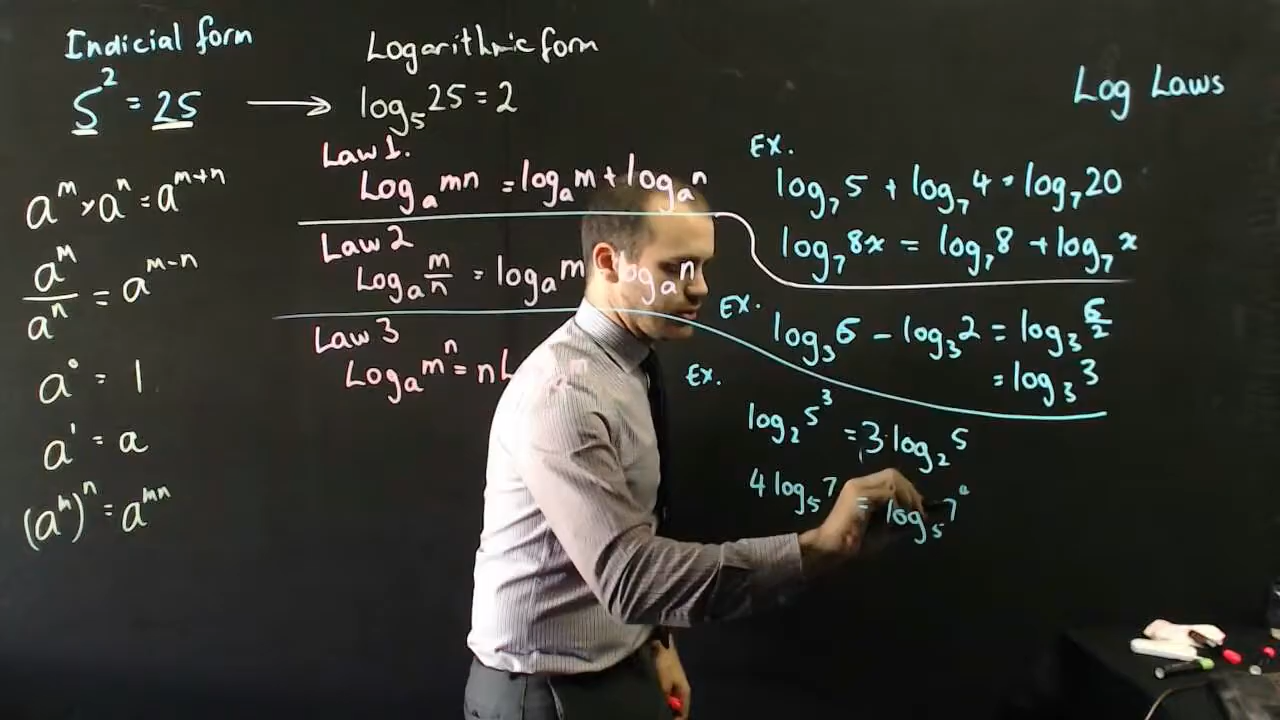 Indicial form
5² = 25 → log₅25 = 2
Logarithmic form
Log Laws
aᵐ × aⁿ = aᵐ⁺ⁿ
aᵐ/aⁿ = aᵐ⁻ⁿ
a⁰ = 1
a¹ = a
(aᵐ)ⁿ = aᵐⁿ
Law 1.
Logₐmn = logₐm + logₐn
Law 2
Logₐ m/n = logₐm logₐn
Law 3
Logₐmⁿ = n
Ex.
log₇5 + log₇4 = log₇20
log₇8x = log₇8 + log₇x
Ex.
log₃6 - log₃2 = log₃ 6/2
= log₃3
Ex.
log₂5³ = 3·log₂5
4 log₅7 = log₅7